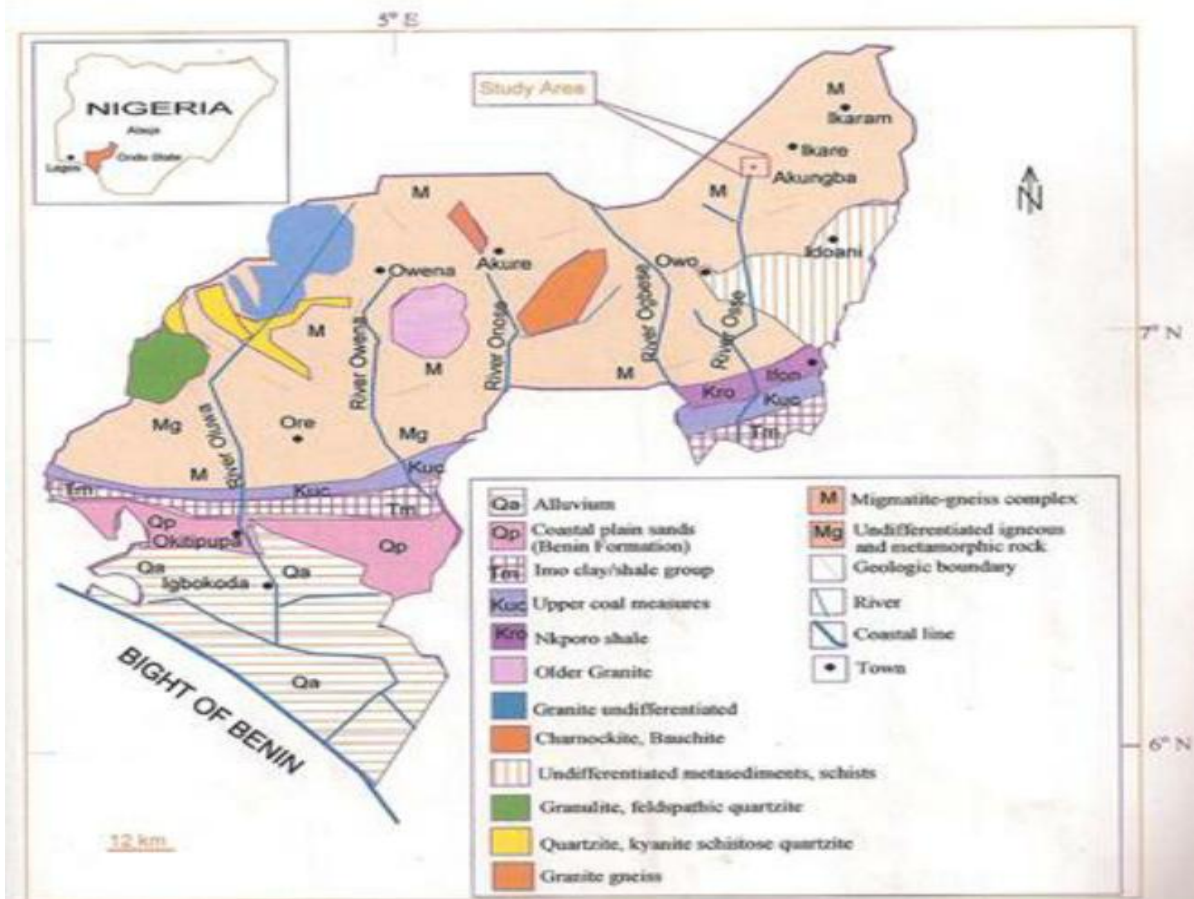 5° E
NIGERIA
Abuja
Ondo State
Lagos
Study Area
M
Ikaram
Ikare
Akungba
N
M
M
Idoani
Owo
Akure
Owena
River Ogbese
River Osse
7° N
M
River Owena
River Onose
M
M
Ifon
Kro
Kuc
Tm
Mg
Ore
Mg
River Oluwa
M
Kuc
Tm
Kuc
Tm
Qp
Okitipupa
Qp
Qa
Qa
Igbokoda
Qa
BIGHT OF BENIN
6° N
12 km
Qa Alluvium
Qp Coastal plain sands
(Benin Formation)
Tm Imo clay/shale group
Kuc Upper coal measures
Kro Nkporo shale
Older Granite
Granite undifferentiated
Charnockite, Bauchite
Undifferentiated metasediments, schists
Granulite, feldspathic quartzite
Quartzite, kyanite schistose quartzite
Granite gneiss
M Migmatite-gneiss complex
Mg Undifferentiated igneous
and metamorphic rock
Geologic boundary
River
Coastal line
Town